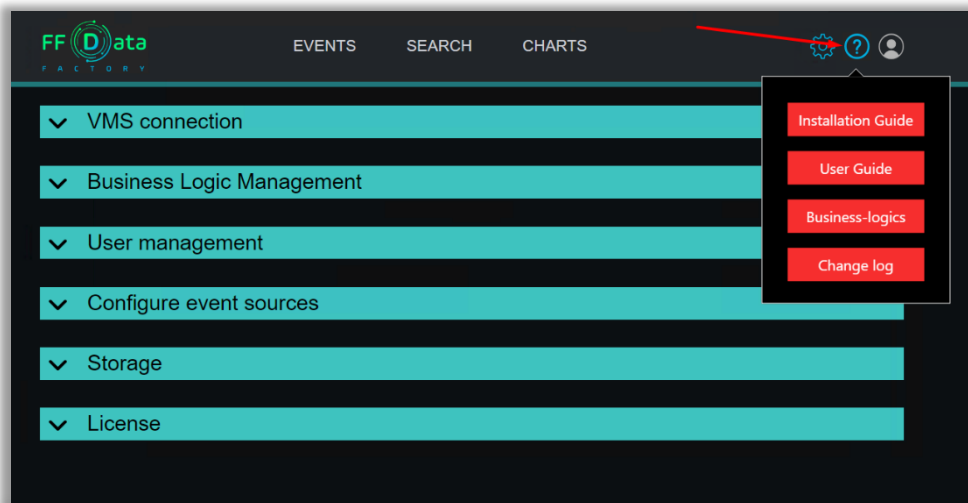 FF Data
FACTORY
EVENTS SEARCH CHARTS ?
VMS connection
Business Logic Management
User management
Configure event sources
Storage
License
Installation Guide
User Guide
Business-logics
Change log